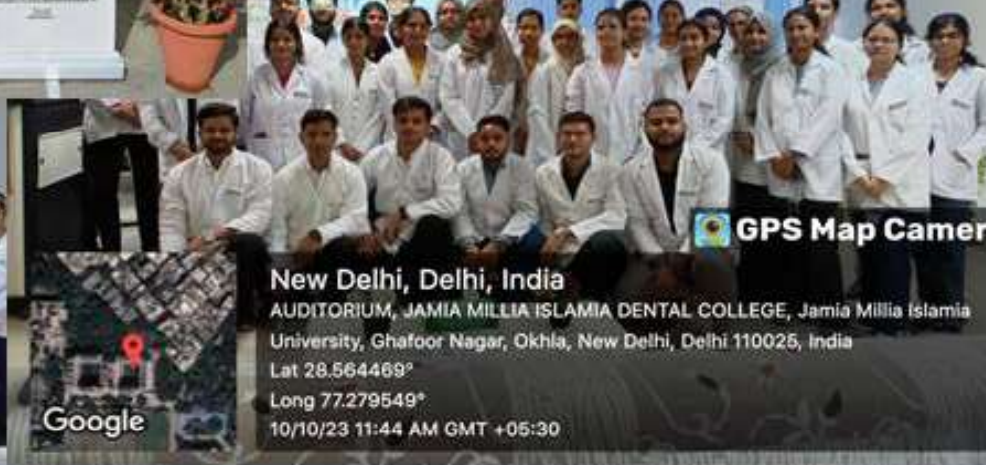 GPS Map Camer
New Delhi, Delhi, India
AUDITORIUM, JAMIA MILLIA ISLAMIA DENTAL COLLEGE, Jamia Millia Islamia
University, Ghafoor Nagar, Okhla, New Delhi, Delhi 110025, India
Lat 28.564469°
Long 77.279549°
10/10/23 11:44 AM GMT +05:30
Google